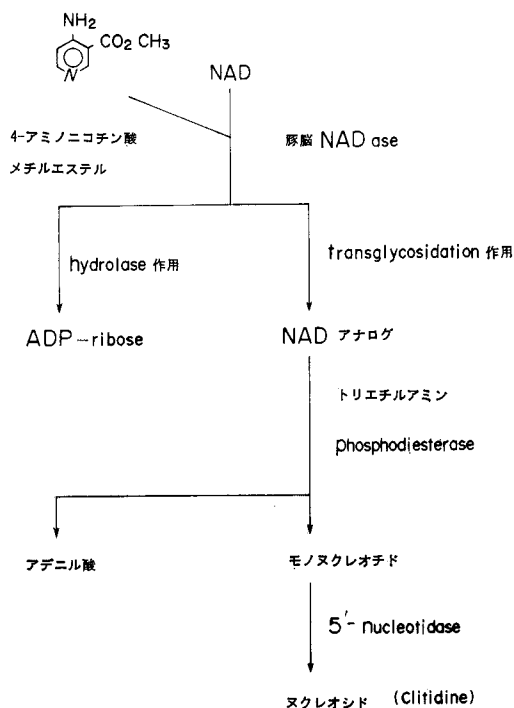 NH2
CO2 CH3
N
NAD
4-アミノニコチン酸
メチルエステル
豚脳 NAD ase
hydrolase 作用
transglycosidation 作用
ADP-ribose
NAD アナログ
トリエチルアミン
phosphodiesterase
アデニル酸
モノヌクレオチド
5'- nucleotidase
ヌクレオシド (Clitidine)